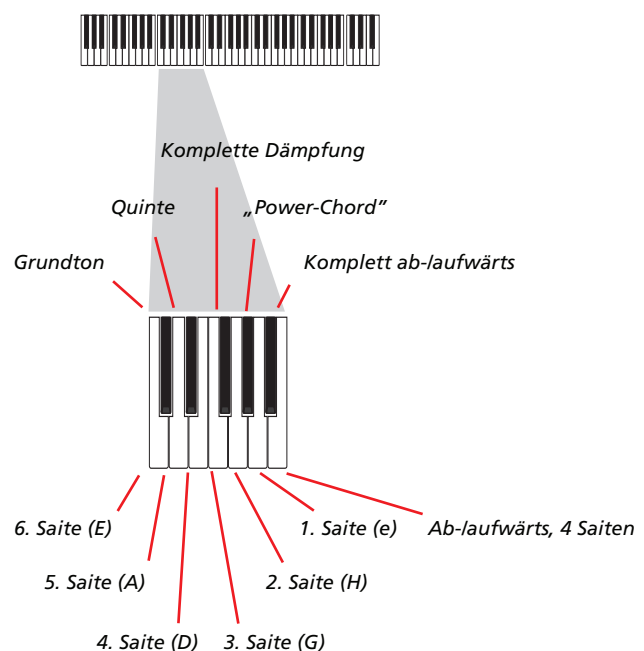 Komplette Dämpfung
Quinte
„Power-Chord”
Grundton
Komplett ab-/aufwärts
6. Saite (E)
1. Saite (e)
Ab-/aufwärts, 4 Saiten
5. Saite (A)
2. Saite (H)
4. Saite (D)
3. Saite (G)